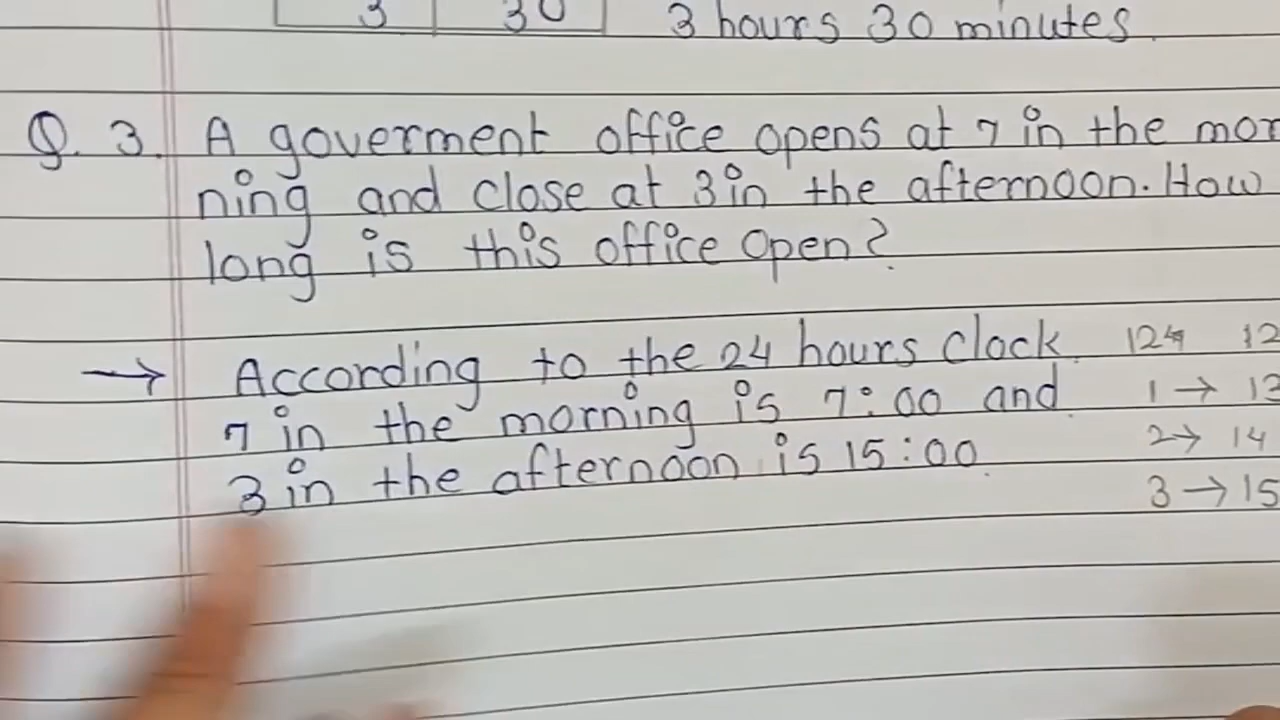 3 30 3 hours 30 minutes.
Q. 3. A goverment office opens at 7 in the mor
ning and close at 3 in the afternoon. How
long is this office open?
→ According to the 24 hours clock.
7 in the morning is 7:00 and
3 in the afternoon is 15:00.
12 12
1 → 13
2 → 14
3 → 15